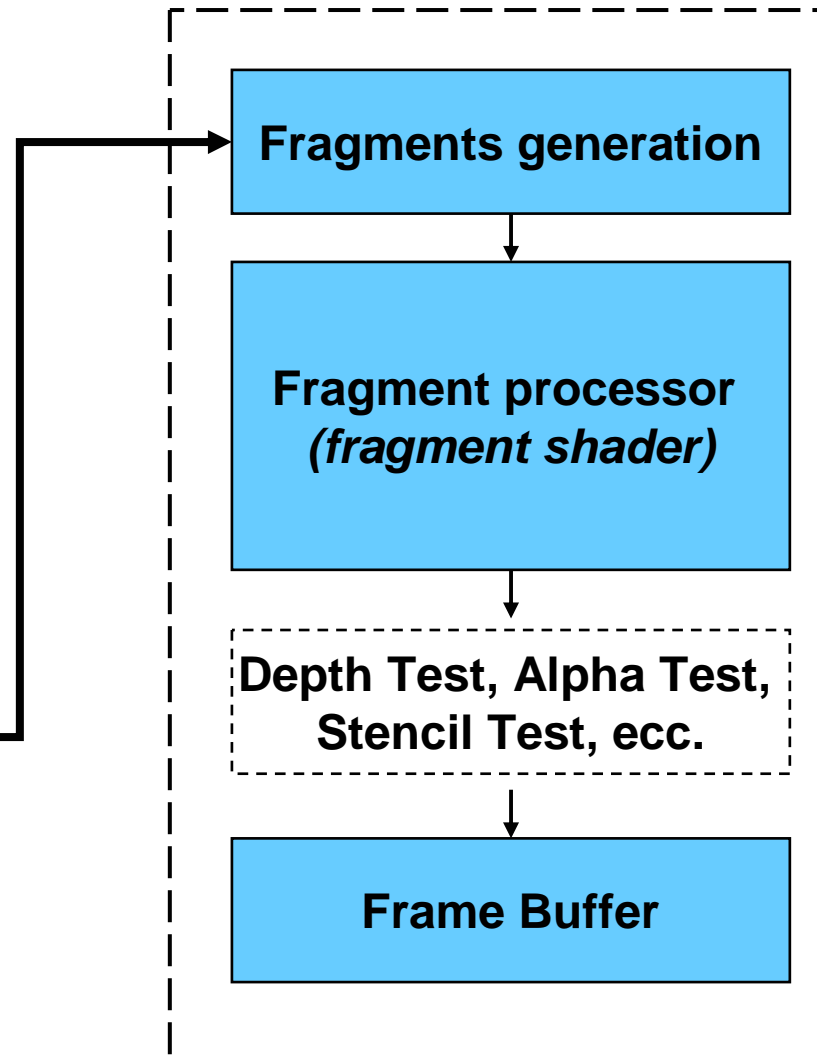 Fragments generation
Fragment processor
(fragment shader)
Depth Test, Alpha Test,
Stencil Test, ecc.
Frame Buffer